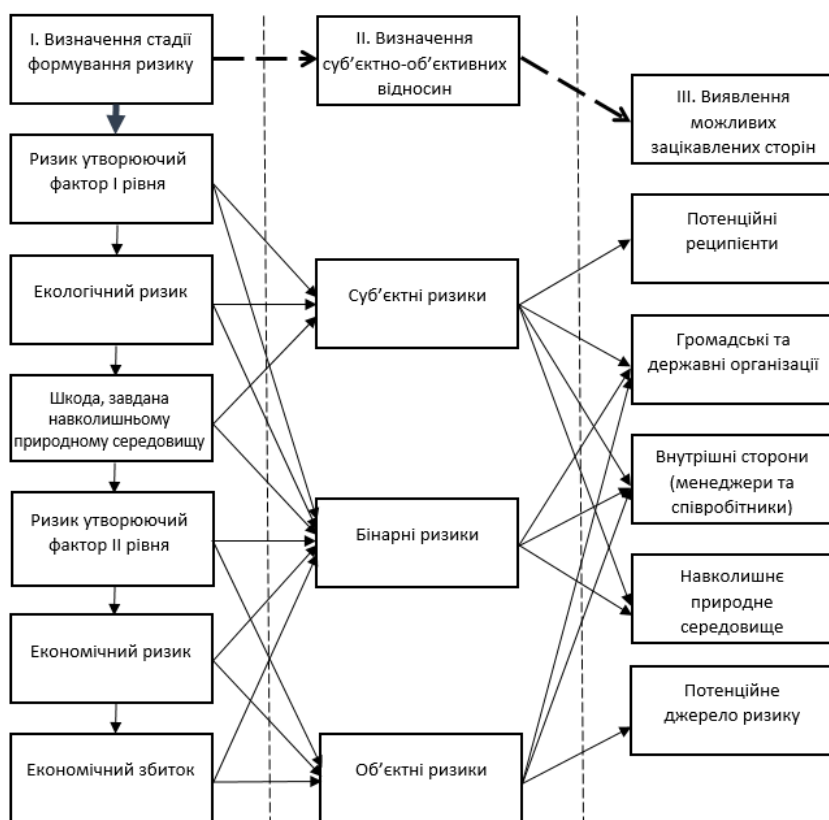 І. Визначення стадії
формування ризику
ІІ. Визначення
суб’єктно-об’єктивних
відносин
ІІІ. Виявлення
можливих
зацікавлених сторін
Ризик утворюючий
фактор І рівня
Екологічний ризик
Шкода, завдана
навколишньому
природному середовищу
Ризик утворюючий
фактор ІІ рівня
Економічний ризик
Економічний збиток
Суб’єктні ризики
Бінарні ризики
Об’єктні ризики
Потенційні
реципієнти
Громадські та
державні організації
Внутрішні сторони
(менеджери та
співробітники)
Навколишнє
природне
середовище
Потенційне
джерело ризику